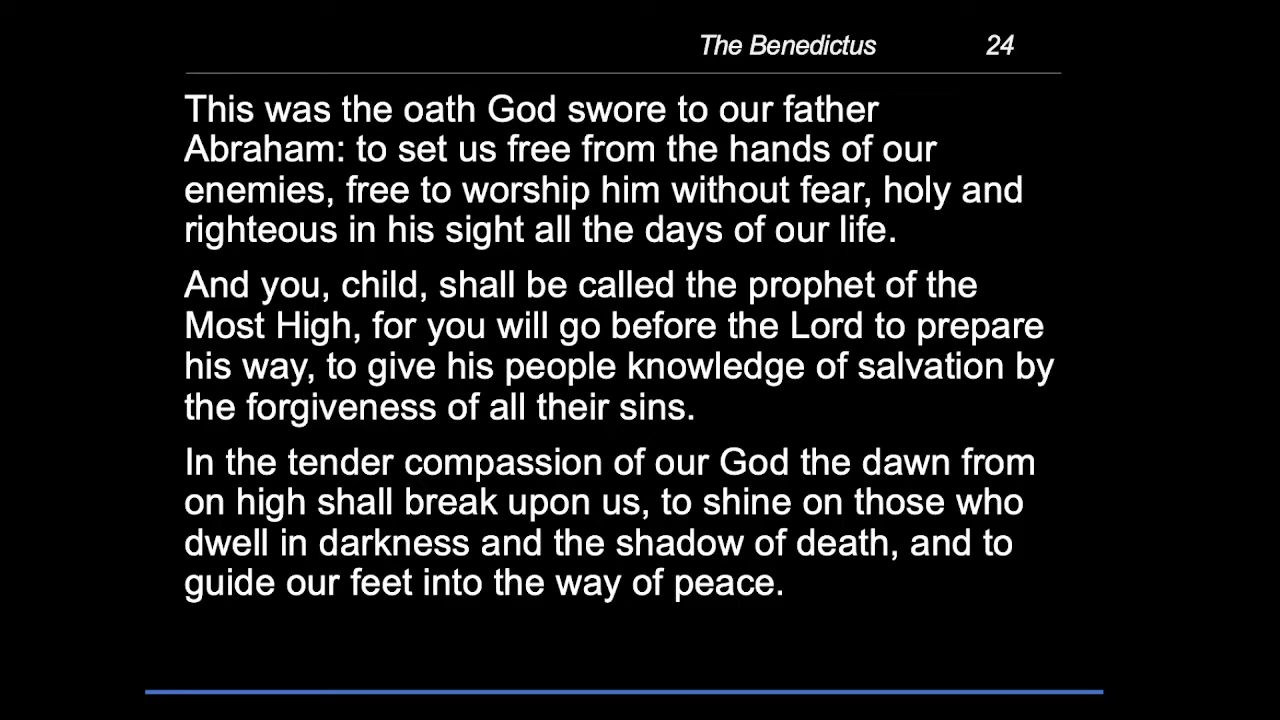 The Benedictus 24
This was the oath God swore to our father
Abraham: to set us free from the hands of our
enemies, free to worship him without fear, holy and
righteous in his sight all the days of our life.
And you, child, shall be called the prophet of the
Most High, for you will go before the Lord to prepare
his way, to give his people knowledge of salvation by
the forgiveness of all their sins.
In the tender compassion of our God the dawn from
on high shall break upon us, to shine on those who
dwell in darkness and the shadow of death, and to
guide our feet into the way of peace.